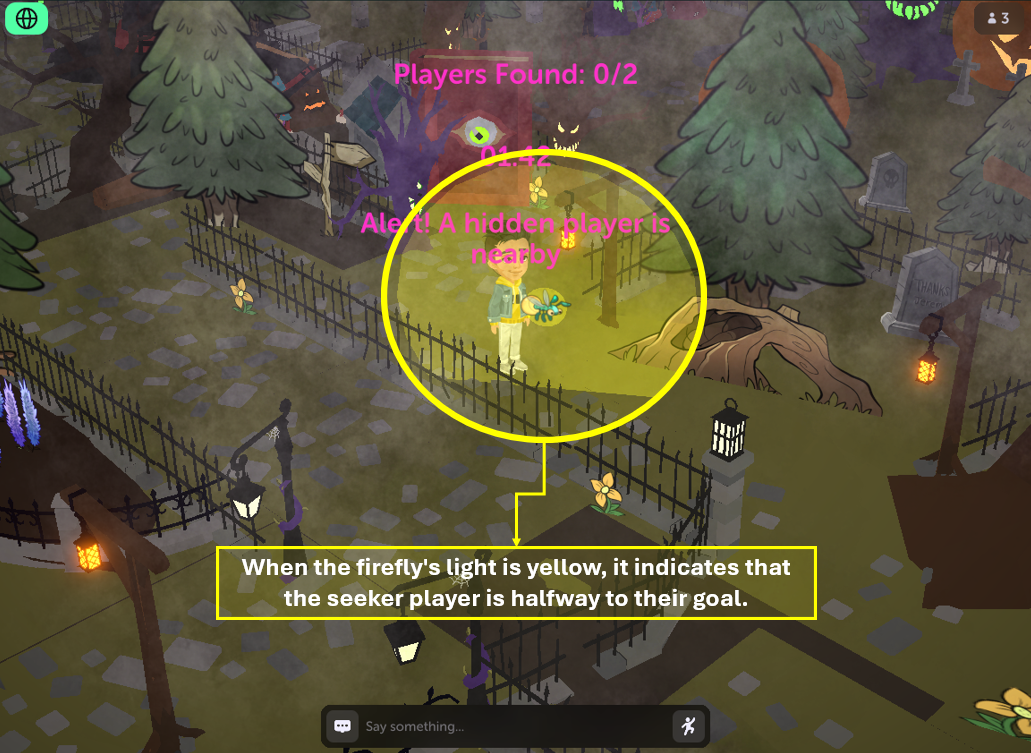 3
Players Found: 0/2
01:42
Alert! A hidden player is
nearby
THANKS
When the firefly's light is yellow, it indicates that
the seeker player is halfway to their goal.
Say something...